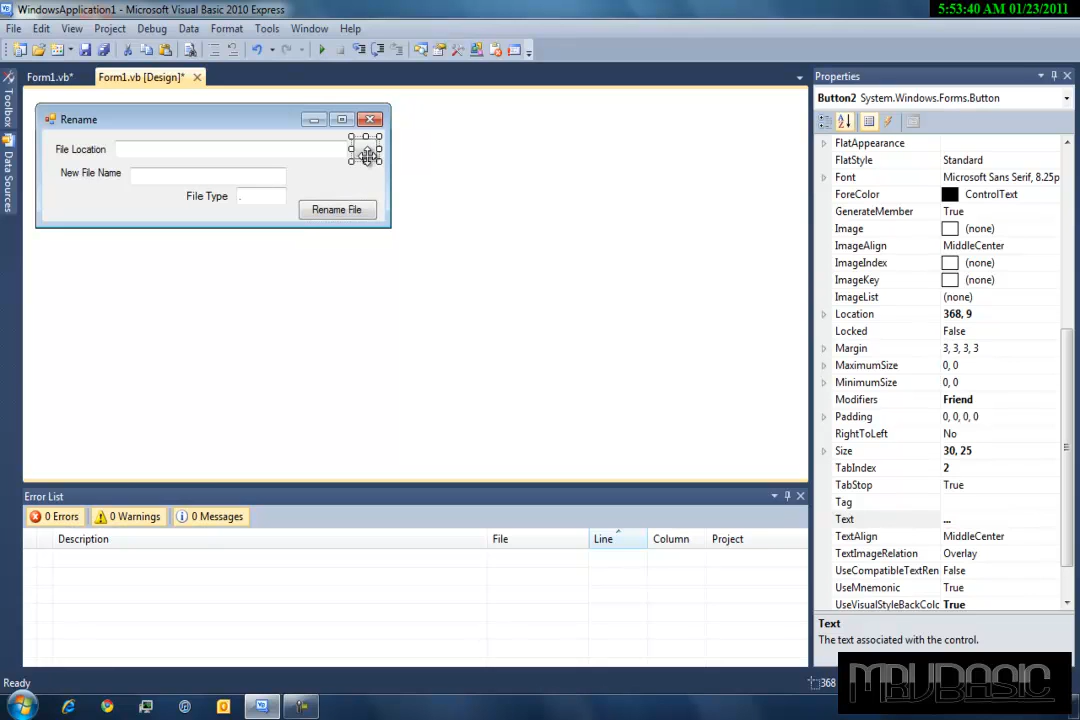 WindowsApplication1 - Microsoft Visual Basic 2010 Express
5:53:40 AM 01/23/2011
File Edit View Project Debug Data Format Tools Window Help
Form1.vb* Form1.vb [Design]*
Toolbox
Data Sources
Rename
File Location
New File Name
File Type .
Rename File
Properties
Button2 System.Windows.Forms.Button
FlatAppearance
FlatStyle Standard
Font Microsoft Sans Serif, 8.25p
ForeColor ControlText
GenerateMember True
Image (none)
ImageAlign MiddleCenter
ImageIndex (none)
ImageKey (none)
ImageList (none)
Location 368, 9
Locked False
Margin 3, 3, 3, 3
MaximumSize 0, 0
MinimumSize 0, 0
Modifiers Friend
Padding 0, 0, 0, 0
RightToLeft No
Size 30, 25
TabIndex 2
TabStop True
Tag
Text ...
TextAlign MiddleCenter
TextImageRelation Overlay
UseCompatibleTextRen False
UseMnemonic True
UseVisualStyleBackColc True
Text
The text associated with the control.
Error List
0 Errors 0 Warnings 0 Messages
Description File Line Column Project
Ready
368
MRVBASIC